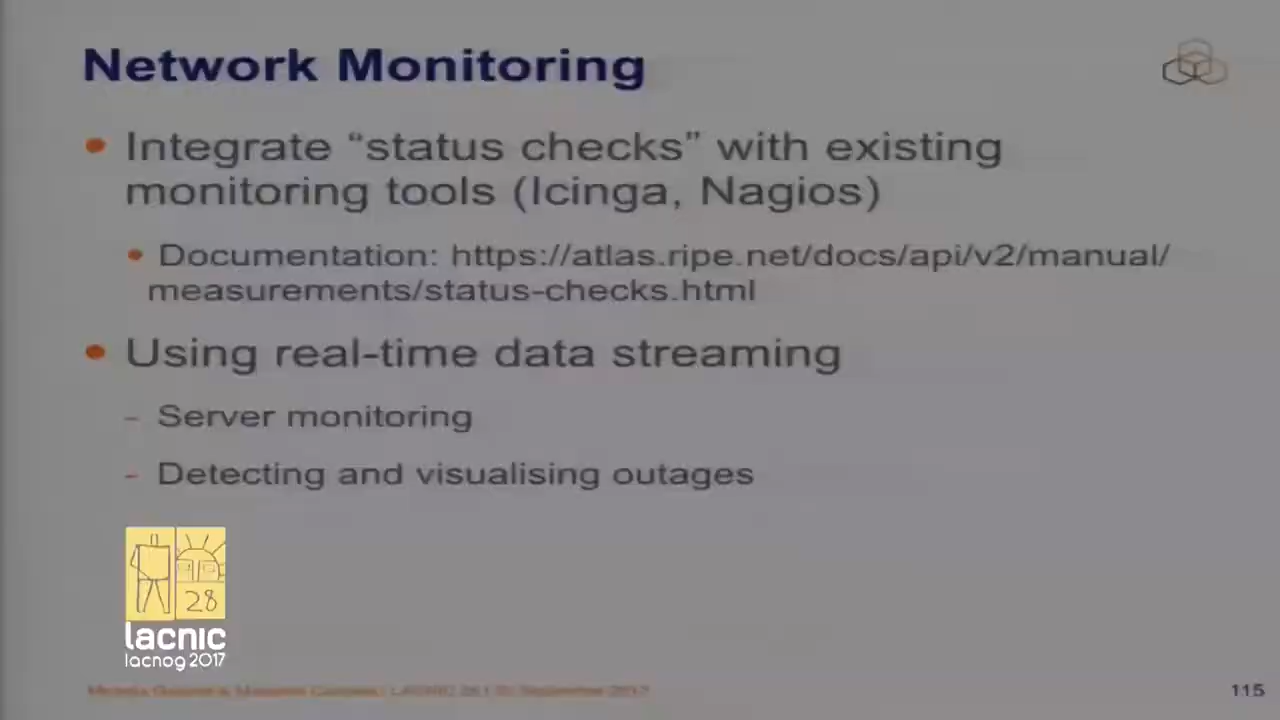 Network Monitoring
• Integrate “status checks” with existing
monitoring tools (Icinga, Nagios)
• Documentation: https://atlas.ripe.net/docs/api/v2/manual/
measurements/status-checks.html
• Using real-time data streaming
- Server monitoring
- Detecting and visualising outages
28
lacnic
lacnog 2017
115